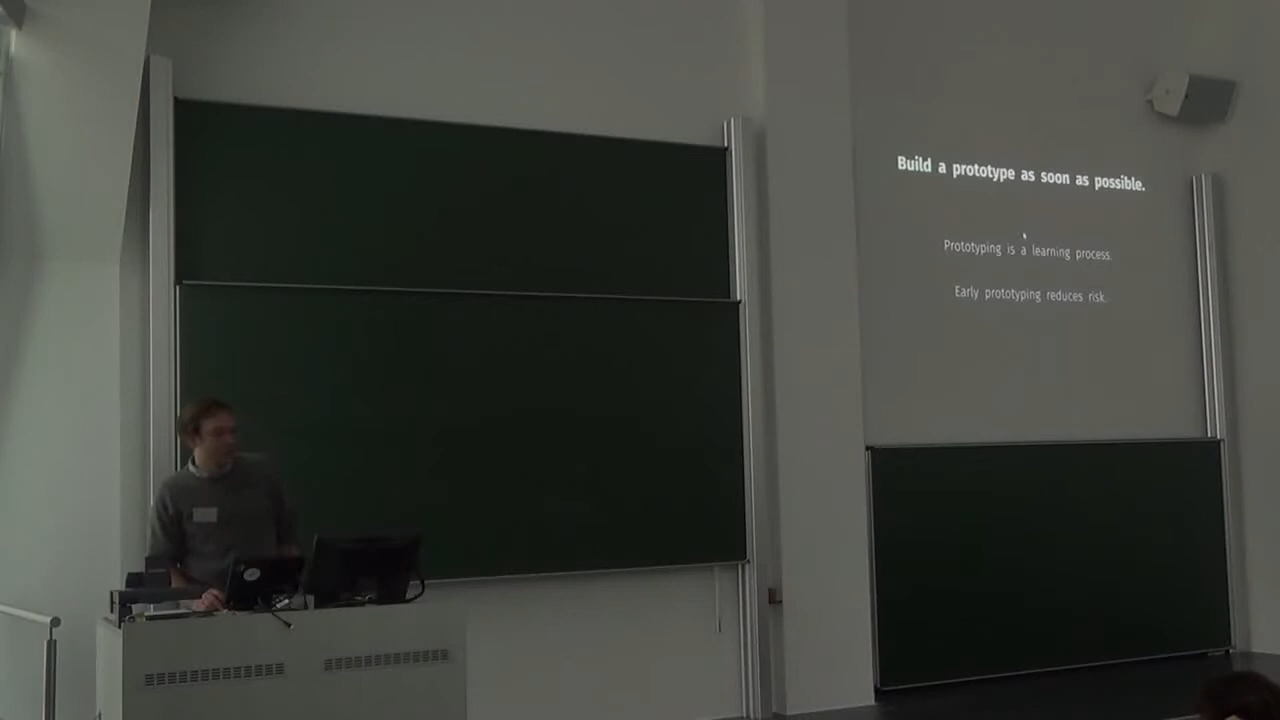 Build a prototype as soon as possible.
Prototyping is a learning process.
Early prototyping reduces risk.